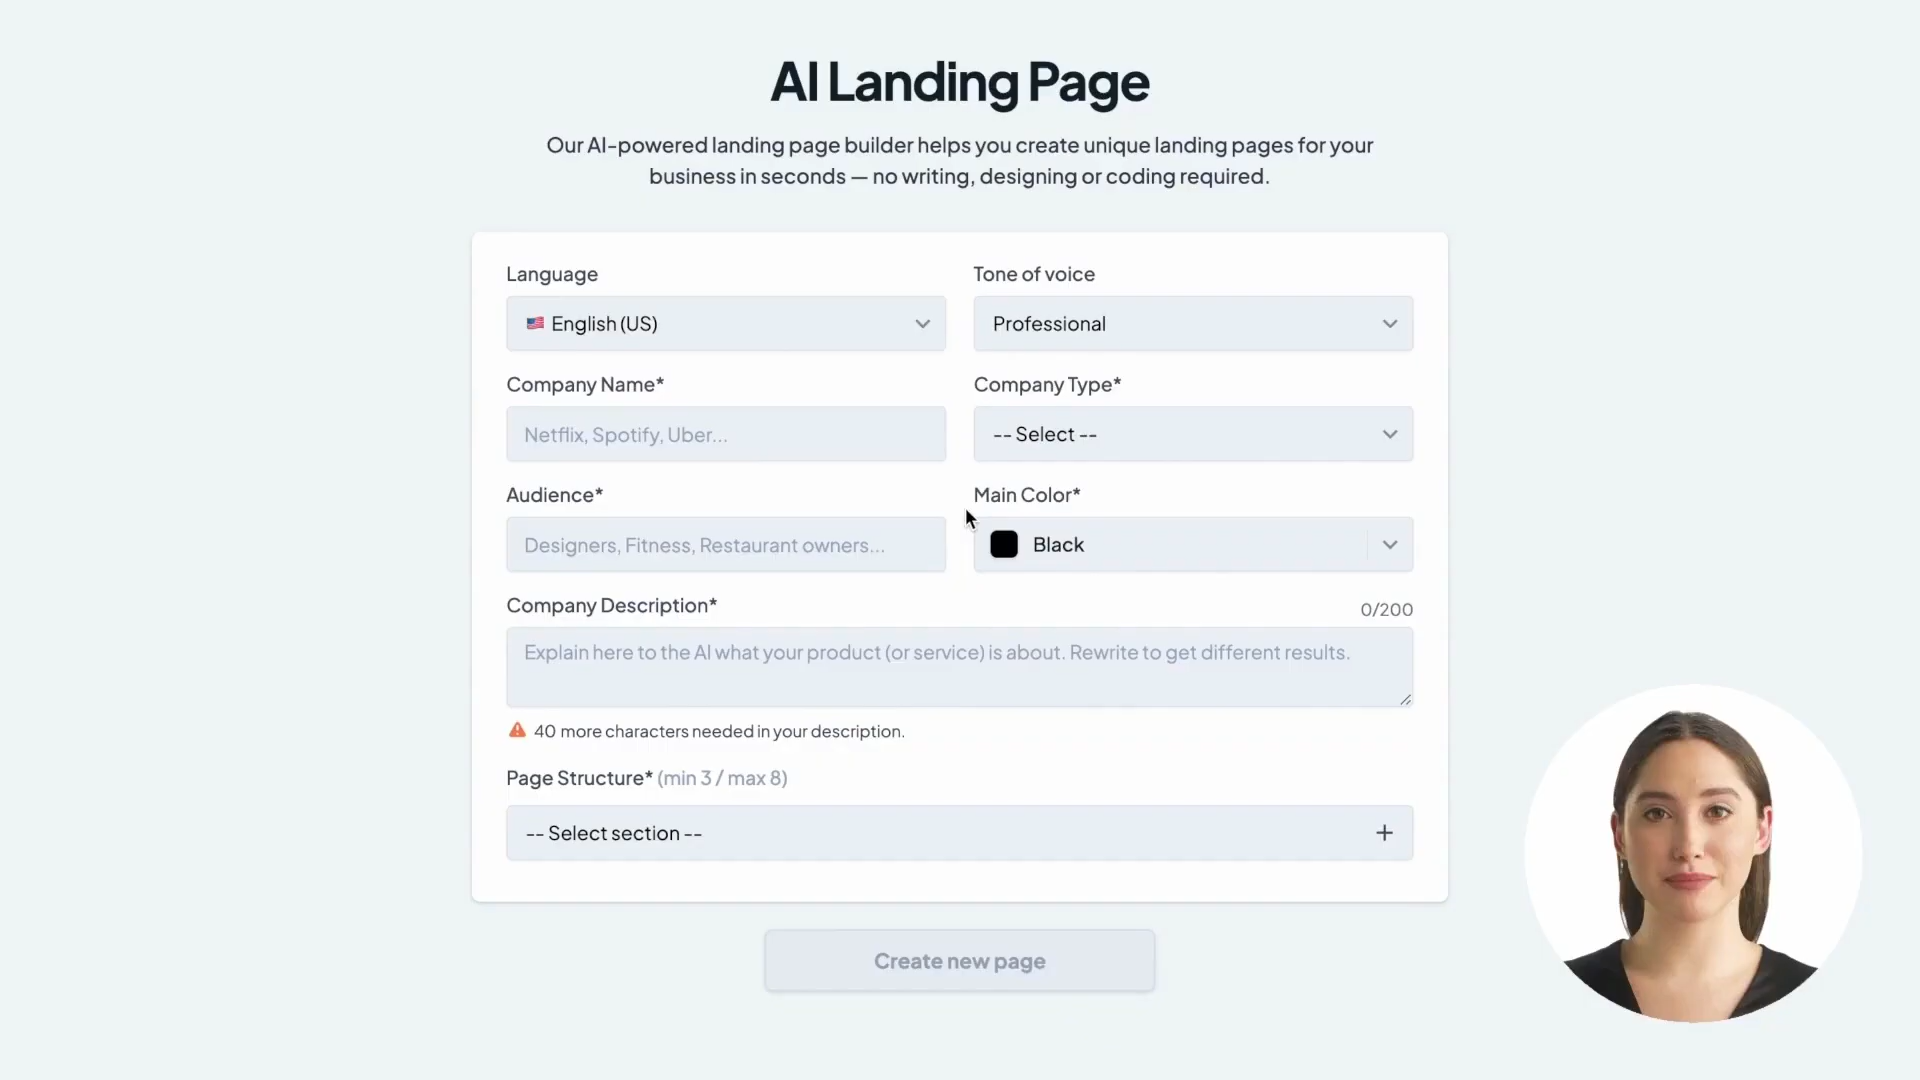 AI Landing Page
Our AI-powered landing page builder helps you create unique landing pages for your
business in seconds — no writing, designing or coding required.
Language
Tone of voice
English (US)
Professional
Company Name*
Company Type*
Netflix, Spotify, Uber...
-- Select --
Audience*
Main Color*
Designers, Fitness, Restaurant owners...
Black
Company Description*
0/200
Explain here to the AI what your product (or service) is about. Rewrite to get different results.
40 more characters needed in your description.
Page Structure* (min 3 / max 8)
-- Select section --
Create new page